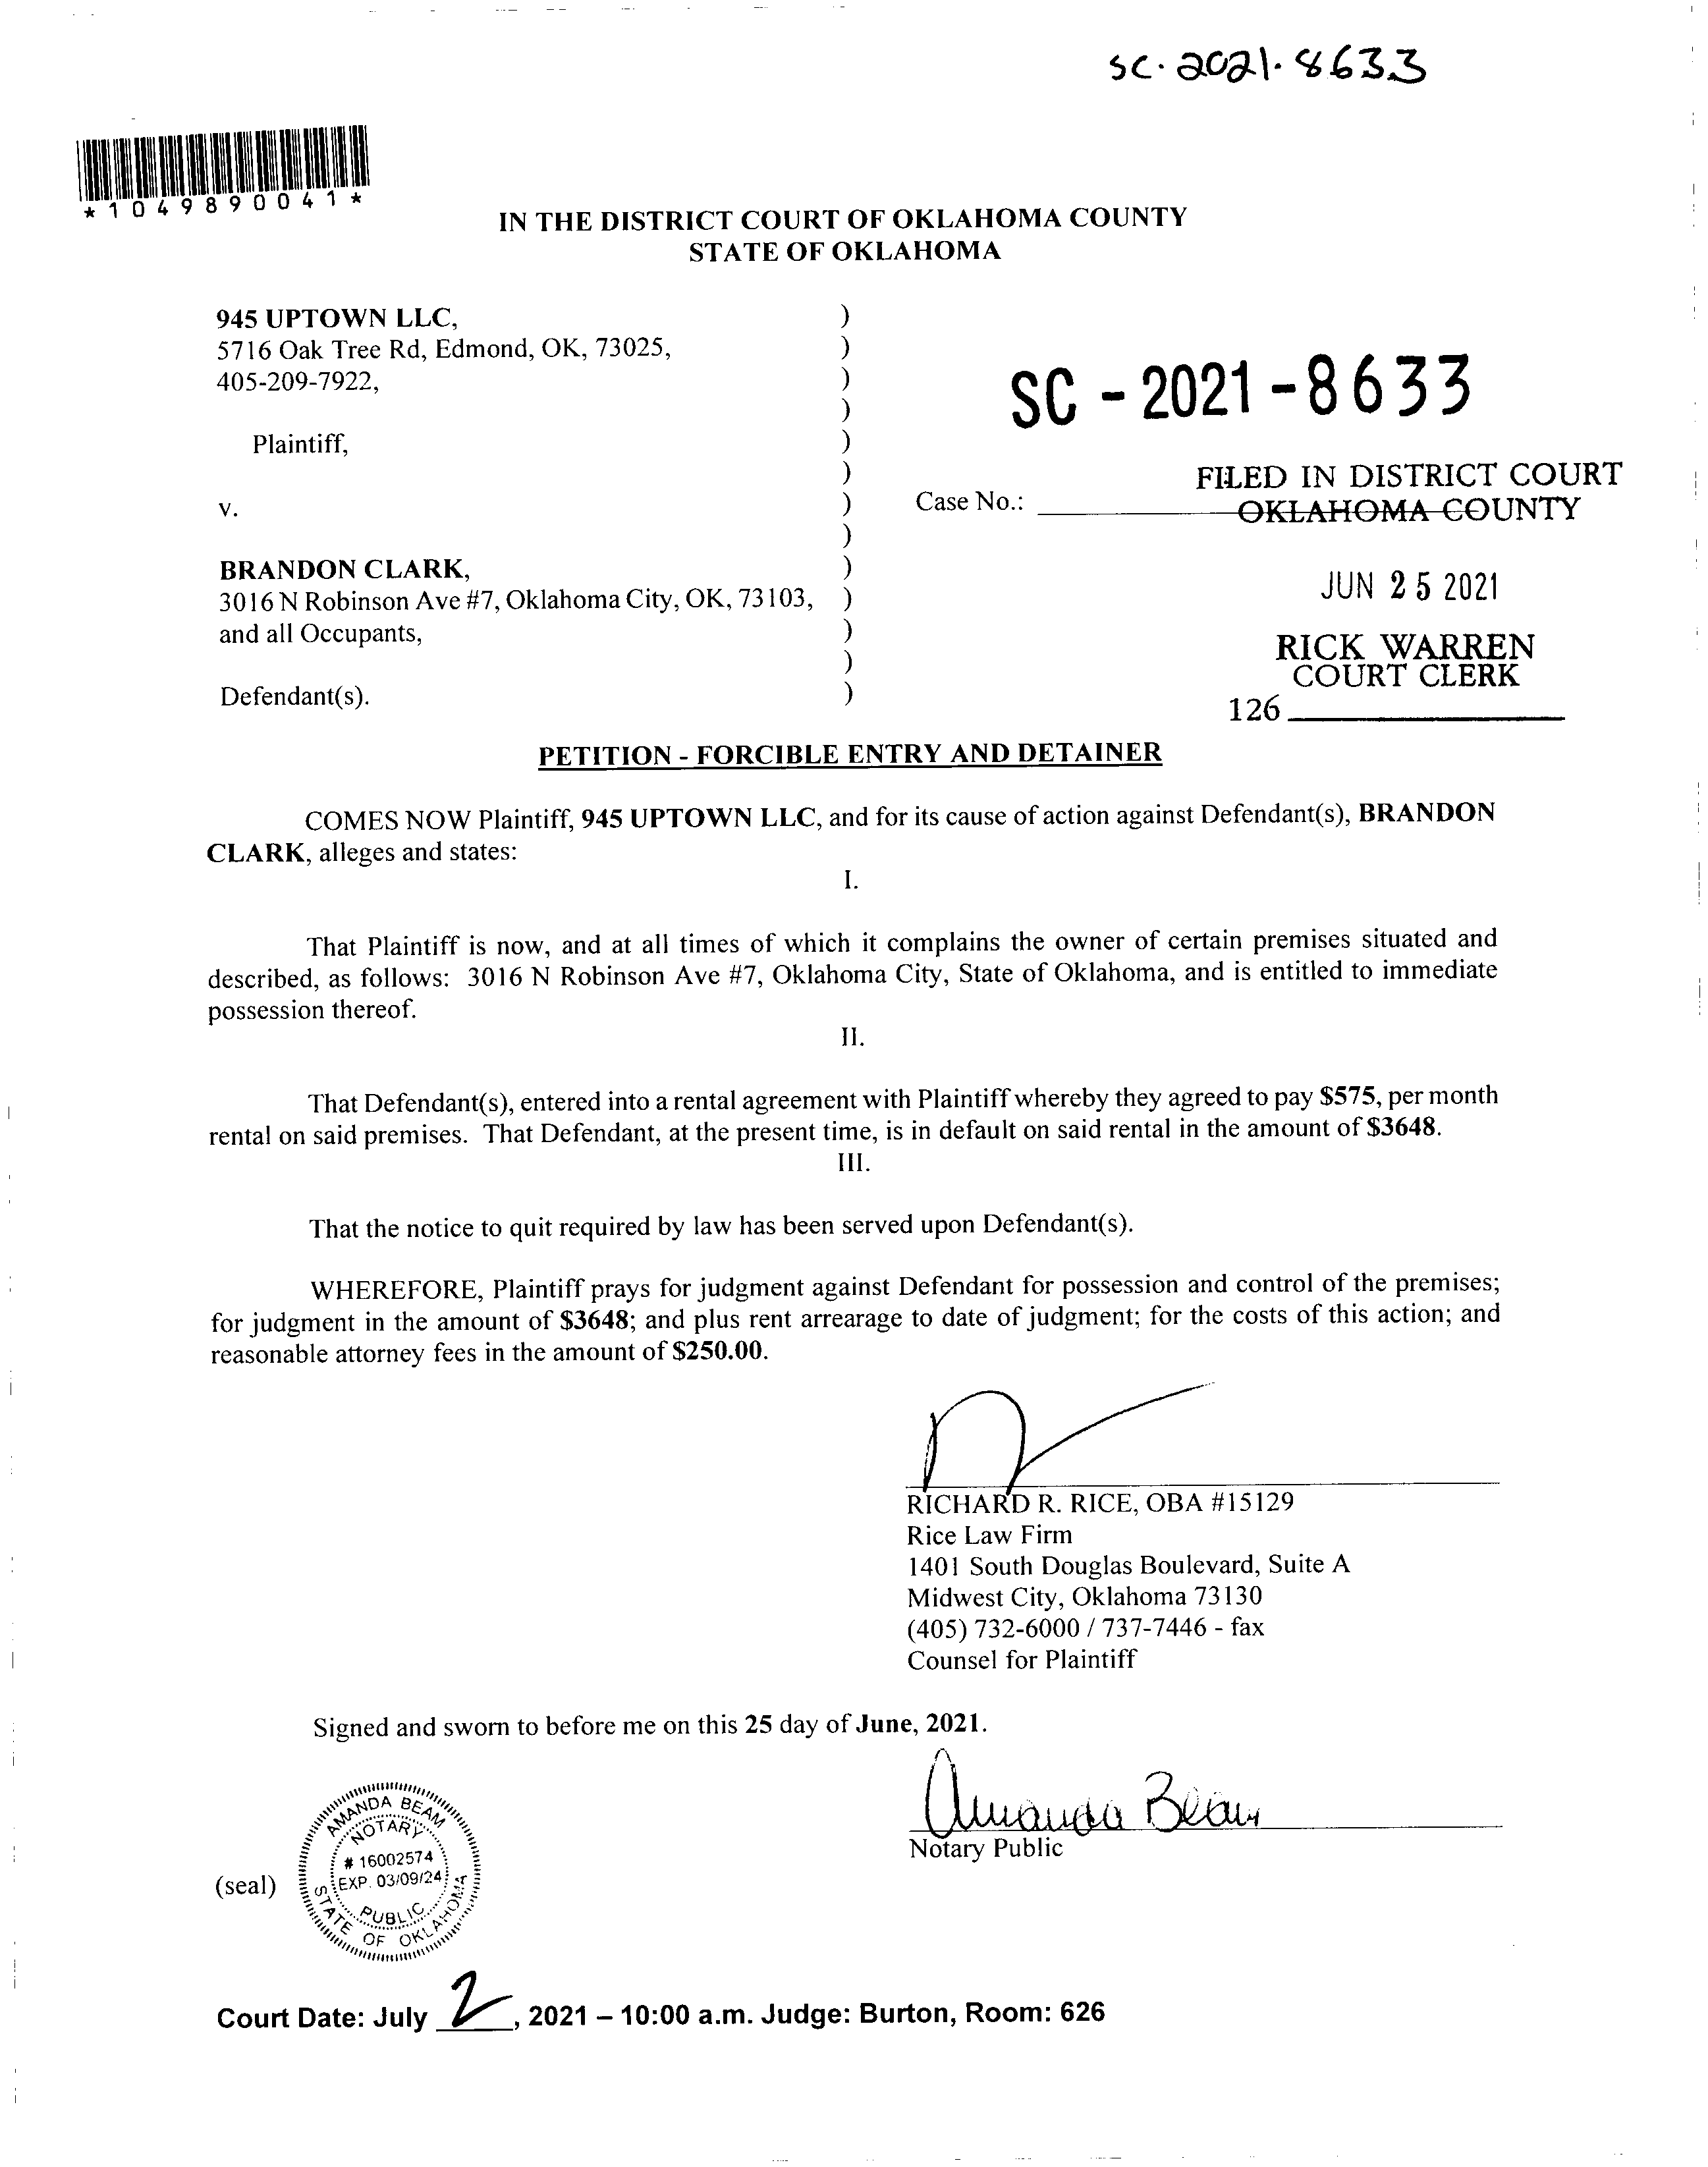 SC-2021-8633
*1049890041*
IN THE DISTRICT COURT OF OKLAHOMA COUNTY
STATE OF OKLAHOMA
945 UPTOWN LLC, )
5716 Oak Tree Rd, Edmond, OK, 73025, )
405-209-7922, )
)
Plaintiff, )
)
v. )
)
BRANDON CLARK, )
3016 N Robinson Ave #7, Oklahoma City, OK, 73103, )
and all Occupants, )
)
Defendant(s). )
SC-2021-8633
Case No.:
FILED IN DISTRICT COURT
OKLAHOMA COUNTY
JUN 25 2021
RICK WARREN
COURT CLERK
126
PETITION - FORCIBLE ENTRY AND DETAINER
COMES NOW Plaintiff, 945 UPTOWN LLC, and for its cause of action against Defendant(s), BRANDON
CLARK, alleges and states:
I.
That Plaintiff is now, and at all times of which it complains the owner of certain premises situated and
described, as follows: 3016 N Robinson Ave #7, Oklahoma City, State of Oklahoma, and is entitled to immediate
possession thereof.
II.
That Defendant(s), entered into a rental agreement with Plaintiff whereby they agreed to pay $575, per month
rental on said premises. That Defendant, at the present time, is in default on said rental in the amount of $3648.
III.
That the notice to quit required by law has been served upon Defendant(s).
WHEREFORE, Plaintiff prays for judgment against Defendant for possession and control of the premises;
for judgment in the amount of $3648; and plus rent arrearage to date of judgment; for the costs of this action; and
reasonable attorney fees in the amount of $250.00.
RICHARD R. RICE, OBA #15129
Rice Law Firm
1401 South Douglas Boulevard, Suite A
Midwest City, Oklahoma 73130
(405) 732-6000 / 737-7446 - fax
Counsel for Plaintiff
Signed and sworn to before me on this 25 day of June, 2021.
Amanda Beam
Notary Public
(seal)
AMANDA BEAM
NOTARY
# 16002574
EXP. 03/09/24
PUBLIC
STATE OF OKLAHOMA
Court Date: July 2, 2021 – 10:00 a.m. Judge: Burton, Room: 626